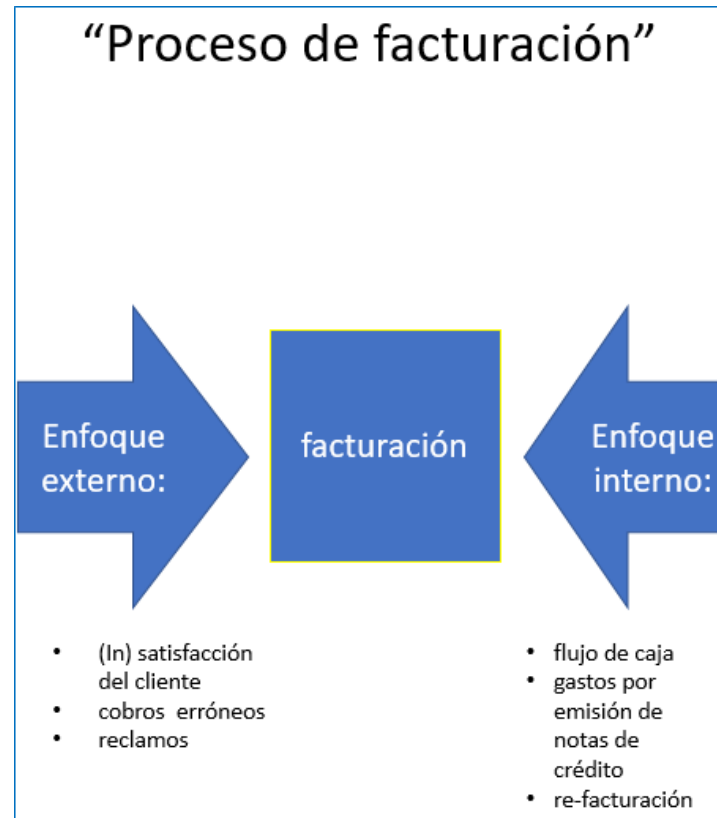 “Proceso de facturación”
Enfoque
externo:
facturación
Enfoque
interno:
• (In) satisfacción
del cliente
• cobros erróneos
• reclamos
• flujo de caja
• gastos por
emisión de
notas de
crédito
• re-facturación